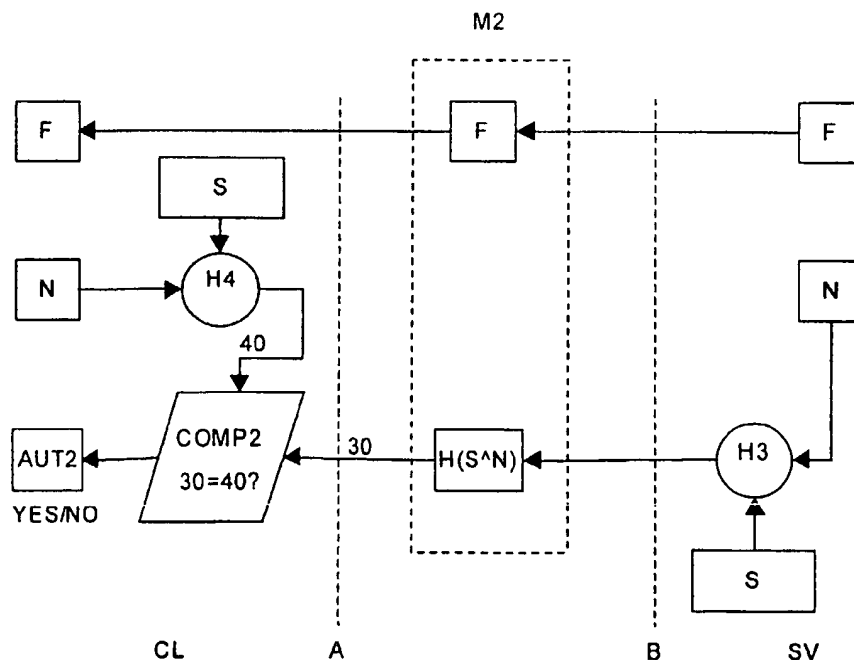 M2
F
F
F
S
N
H4
N
40
COMP2
30=40?
30
H(S^N)
H3
AUT2
YES/NO
S
CL
A
B
SV